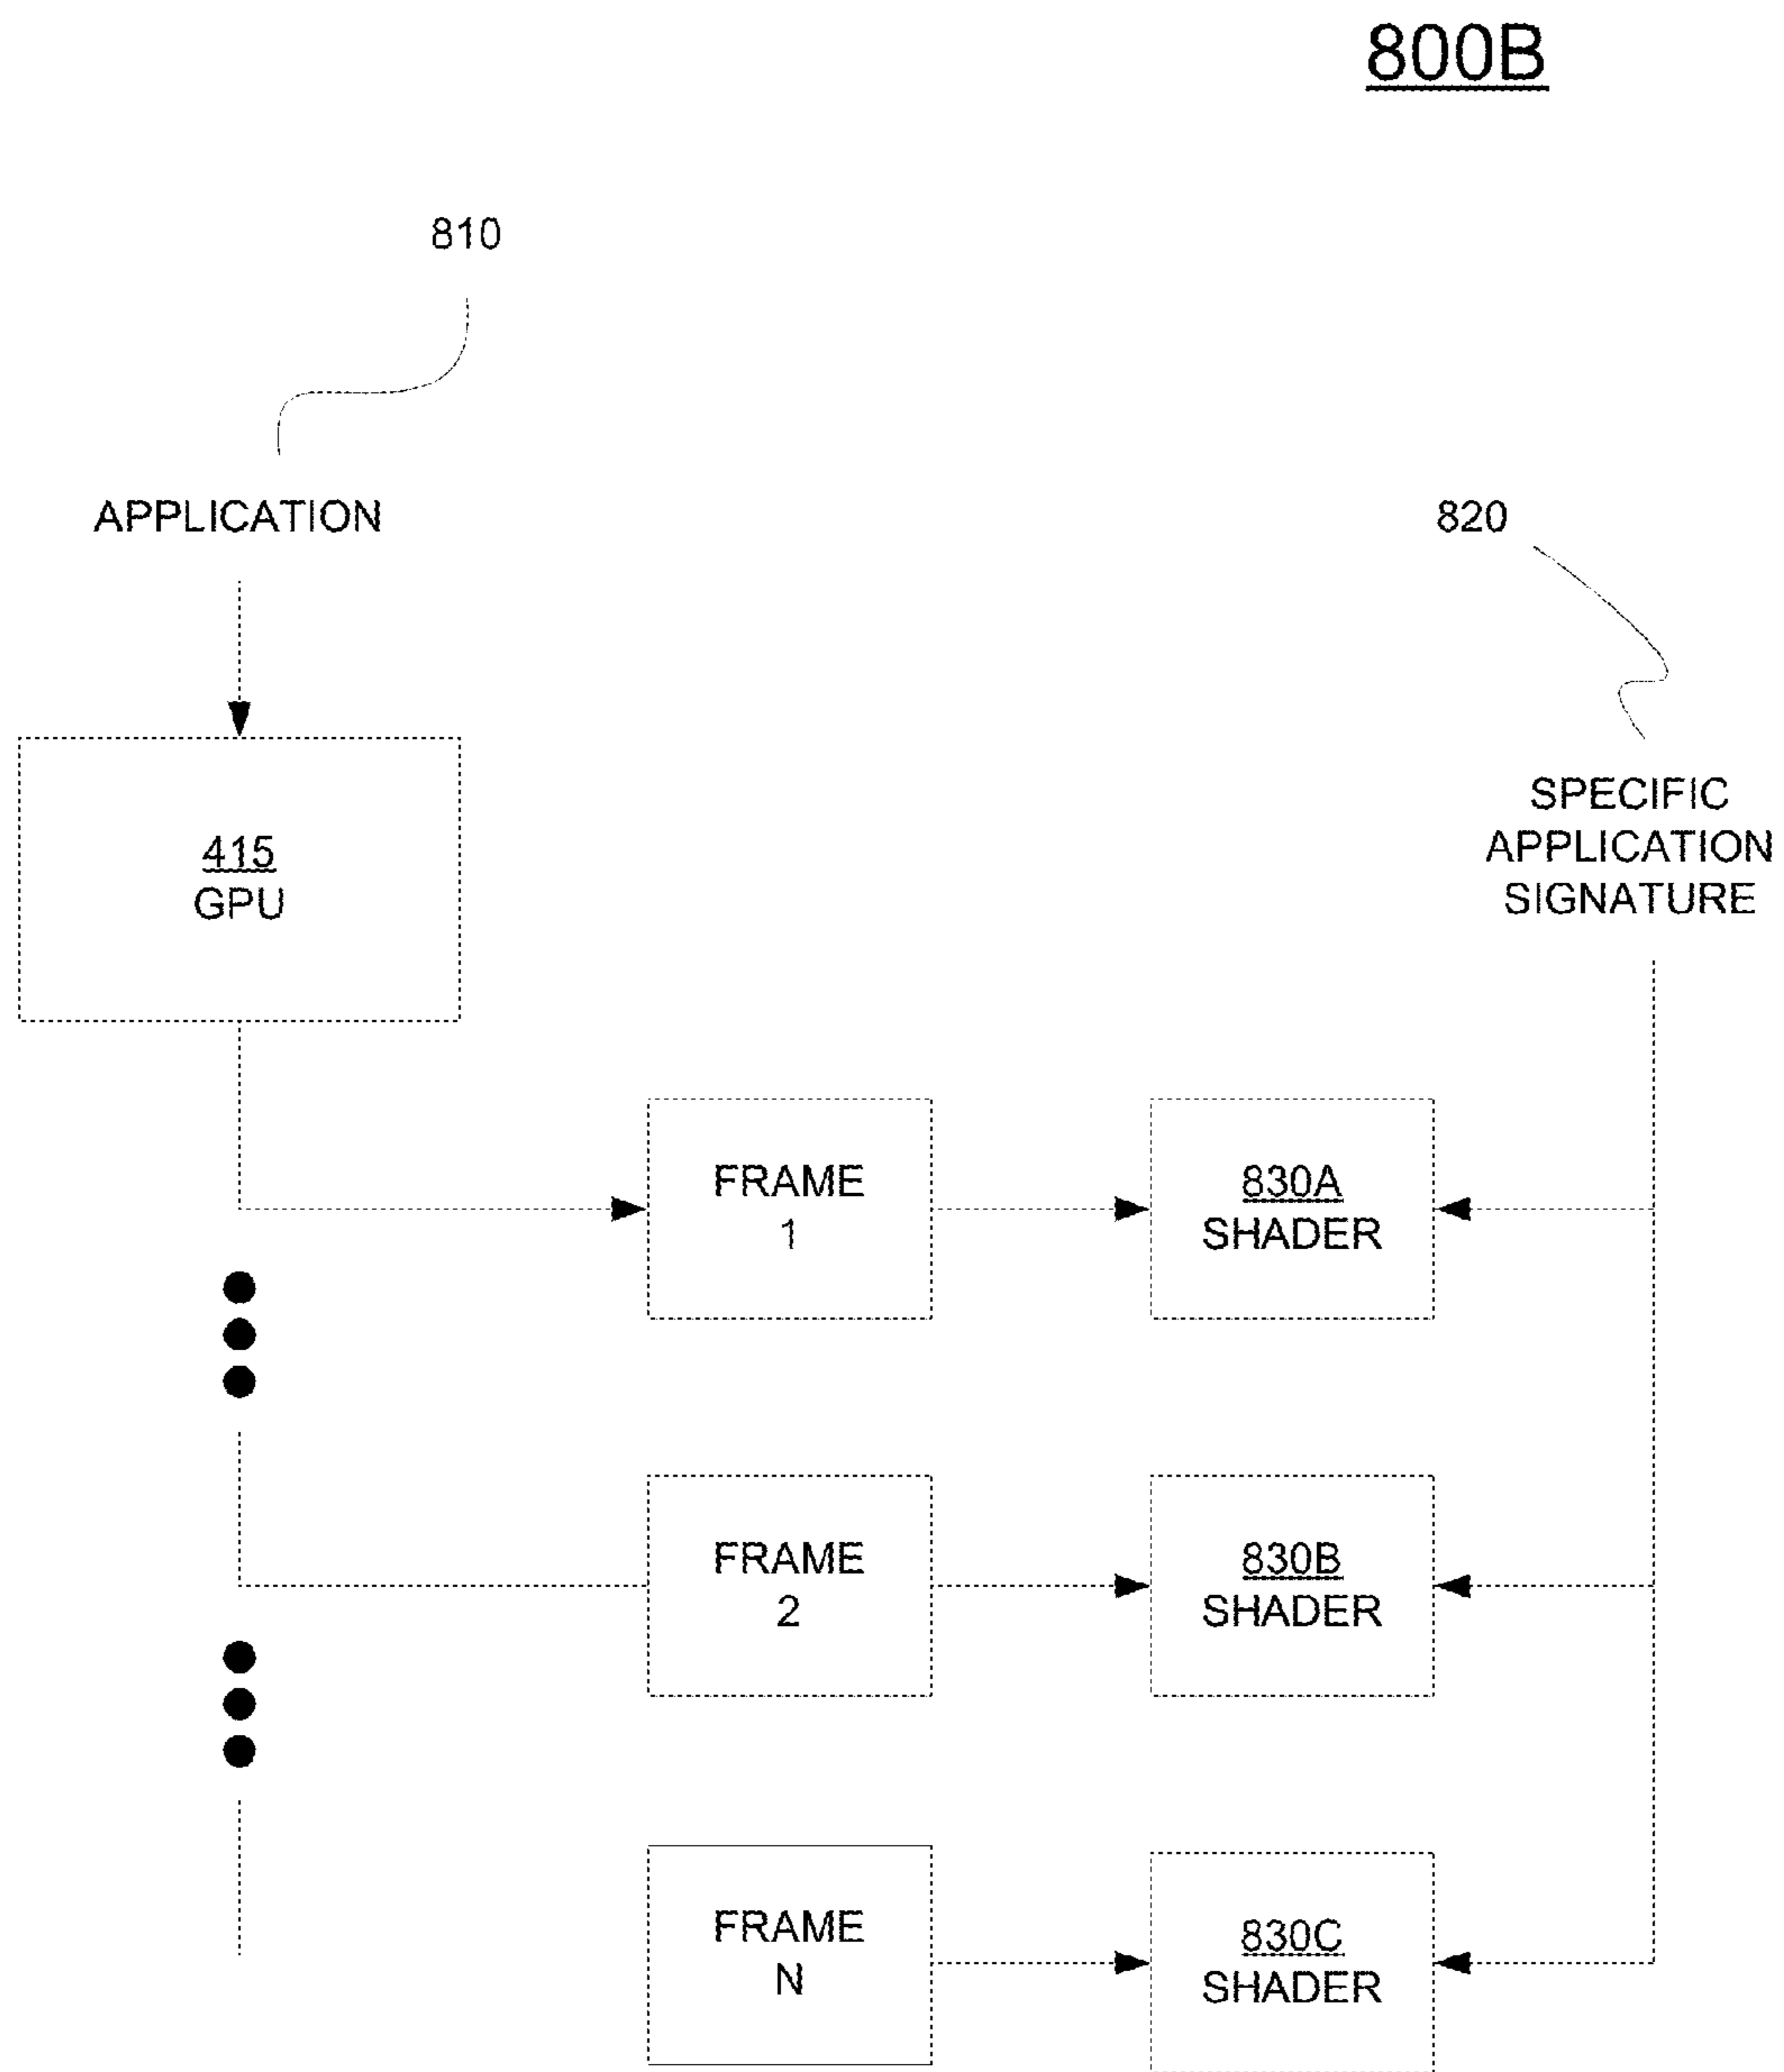 800B
810
APPLICATION
820
415
GPU
SPECIFIC
APPLICATION
SIGNATURE
FRAME
1
830A
SHADER
FRAME
2
830B
SHADER
FRAME
N
830C
SHADER